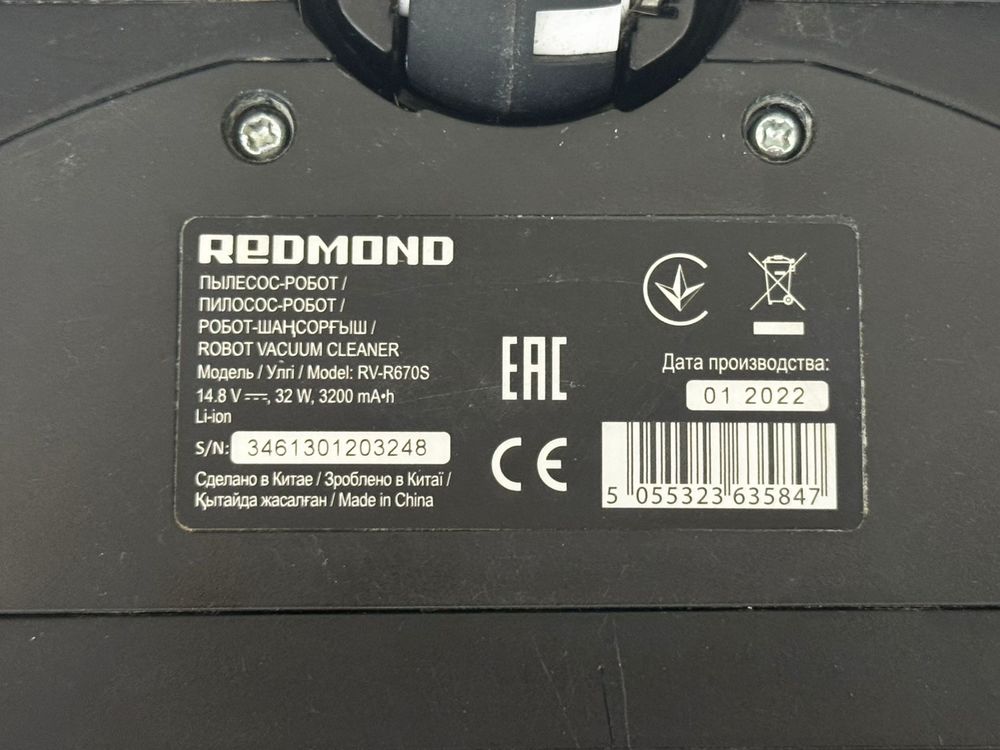 REDMOND
ПЫЛЕСОС-РОБОТ /
ПИЛОСОС-РОБОТ /
РОБОТ-ШАҢСОРҒЫШ /
ROBOT VACUUM CLEANER
Модель / Үлгі / Model: RV-R670S
14.8 V ⎓, 32 W, 3200 mA•h
Li-ion
S/N: 3461301203248
Сделано в Китае / Зроблено в Китаї /
Қытайда жасалған / Made in China
EAC
CE
Дата производства:
01 2022
5 055323 635847